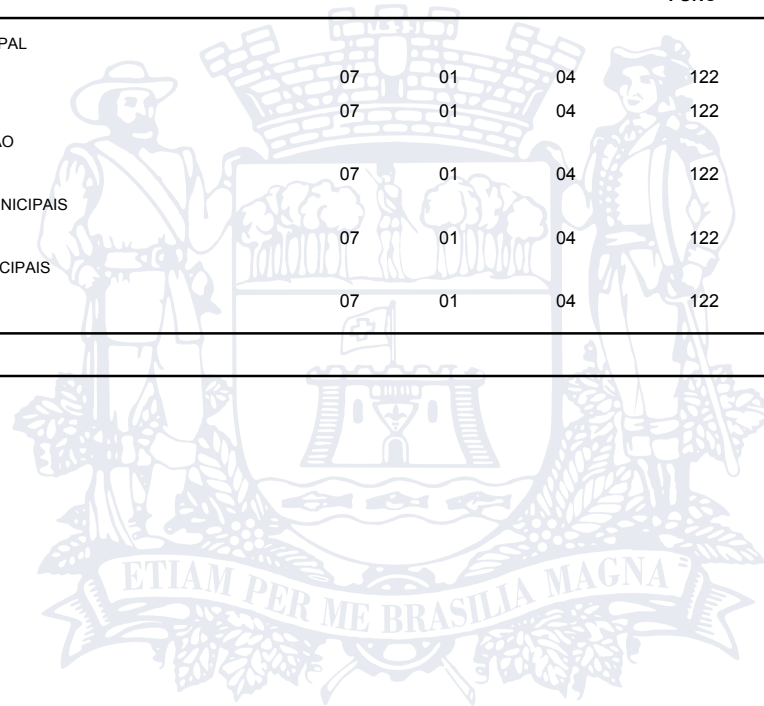 PAL
07 01 04 122
07 01 04 122
ÃO
07 01 04 122
NICIPAIS
07 01 04 122
CIPAIS
07 01 04 122
ETIAM PER ME BRASILIA MAGNA